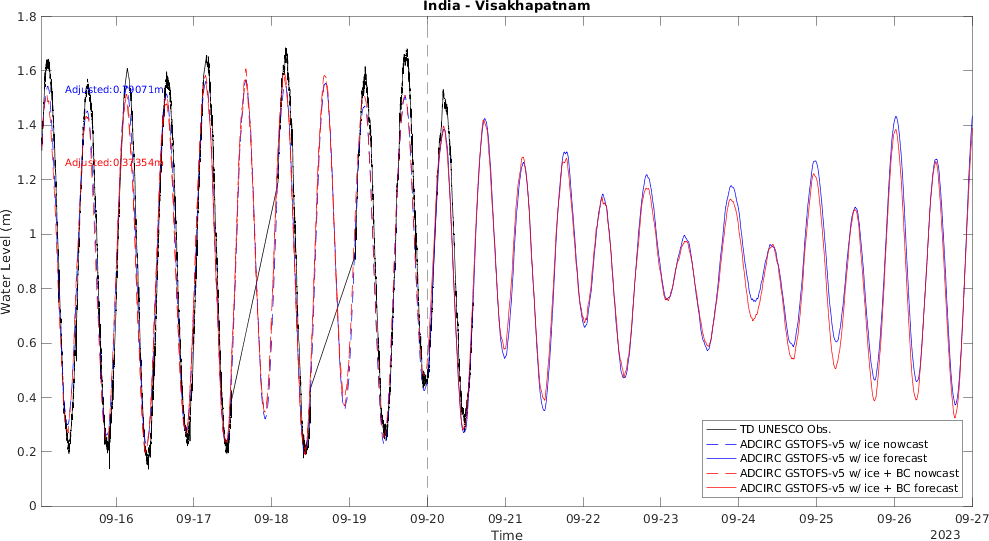 India - Visakhapatnam
1.8
1.6
1.4
1.2
1
0.8
0.6
0.4
0.2
0
Water Level (m)
Adjusted:0.79071m
Adjusted:0.37354m
TD UNESCO Obs.
ADCIRC GSTOFS-v5 w/ ice nowcast
ADCIRC GSTOFS-v5 w/ ice forecast
ADCIRC GSTOFS-v5 w/ ice + BC nowcast
ADCIRC GSTOFS-v5 w/ ice + BC forecast
09-16 09-17 09-18 09-19 09-20 09-21 09-22 09-23 09-24 09-25 09-26 09-27
Time
2023